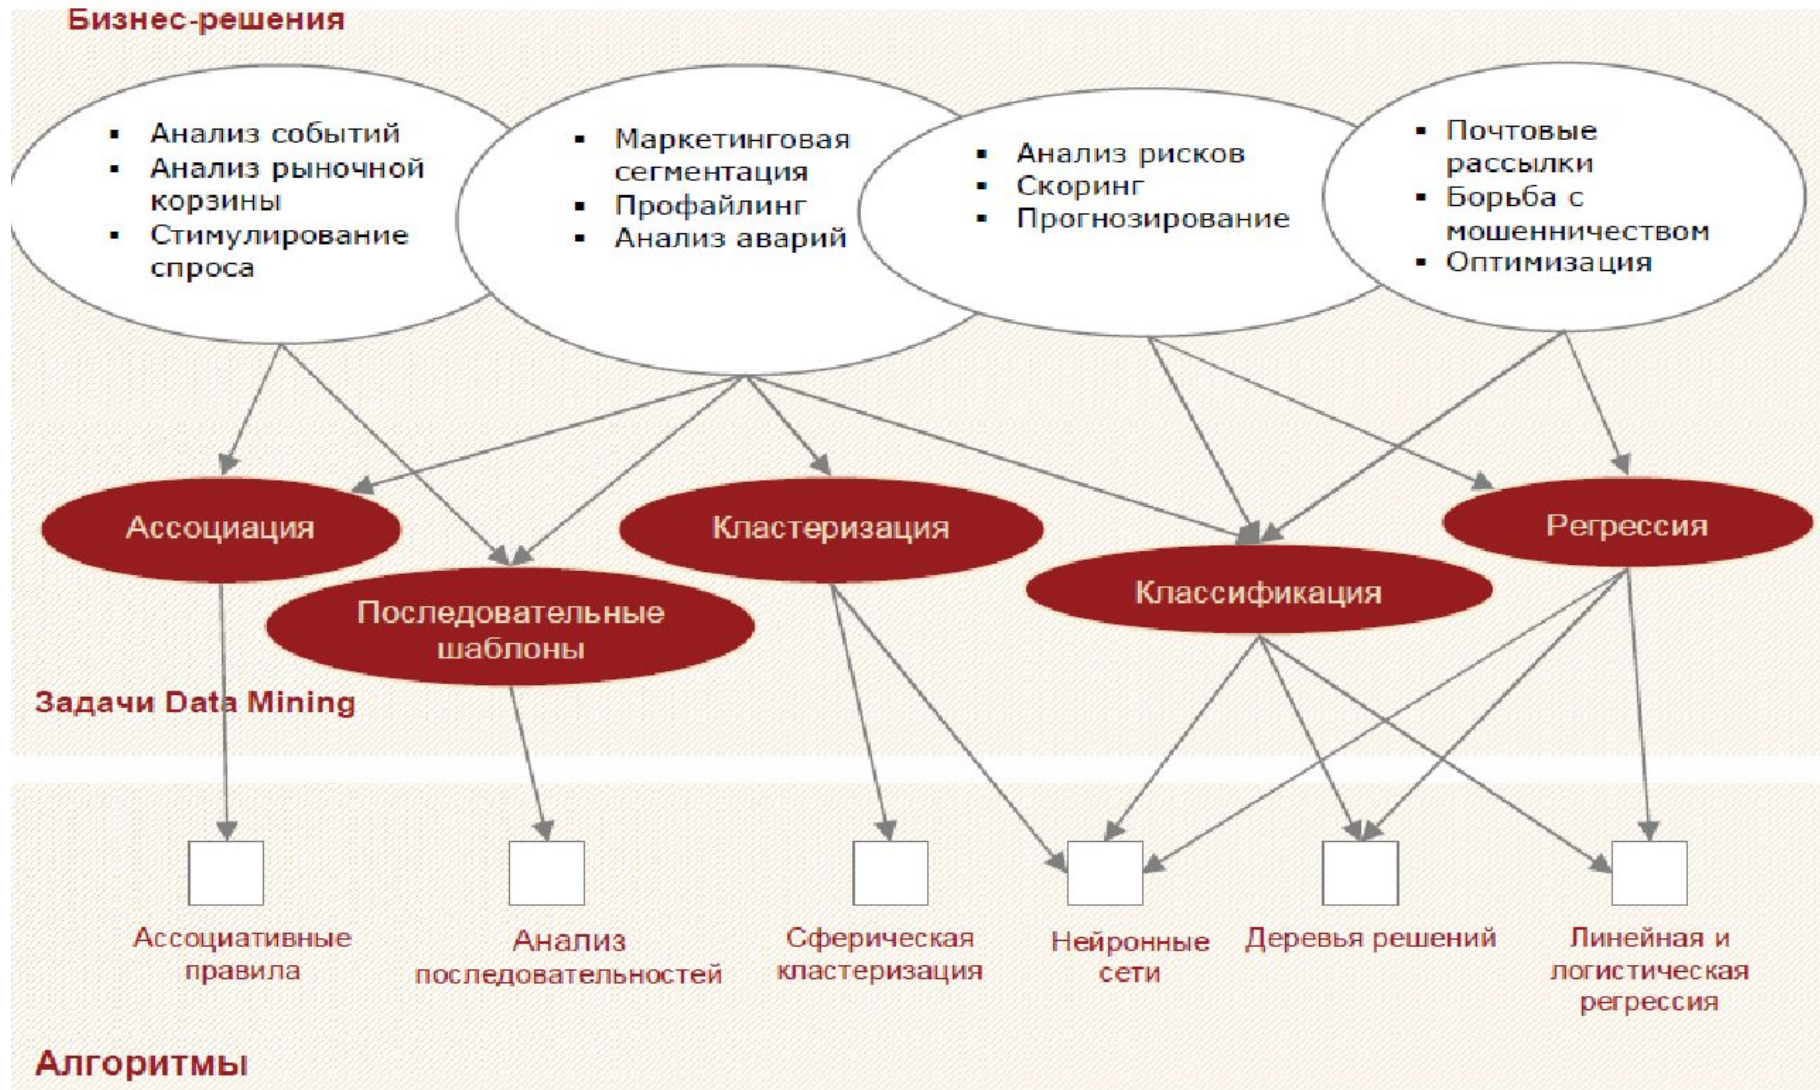 Бизнес-решения
▪ Анализ событий
▪ Анализ рыночной
корзины
▪ Стимулирование
спроса
▪ Маркетинговая
сегментация
▪ Профайлинг
▪ Анализ аварий
▪ Анализ рисков
▪ Скоринг
▪ Прогнозирование
▪ Почтовые
рассылки
▪ Борьба с
мошенничеством
▪ Оптимизация
Ассоциация
Последовательные
шаблоны
Кластеризация
Классификация
Регрессия
Задачи Data Mining
Ассоциативные
правила
Анализ
последовательностей
Сферическая
кластеризация
Нейронные
сети
Деревья решений
Линейная и
логистическая
регрессия
Алгоритмы